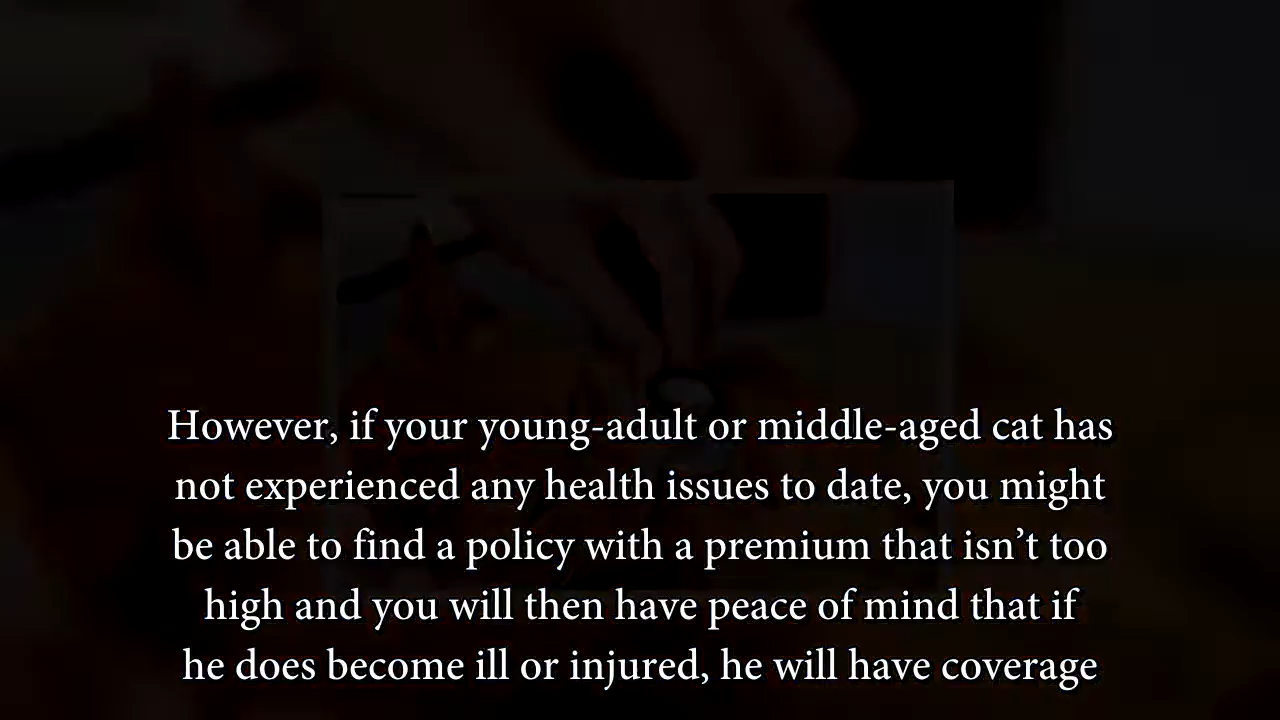 However, if your young-adult or middle-aged cat has
not experienced any health issues to date, you might
be able to find a policy with a premium that isn’t too
high and you will then have peace of mind that if
he does become ill or injured, he will have coverage